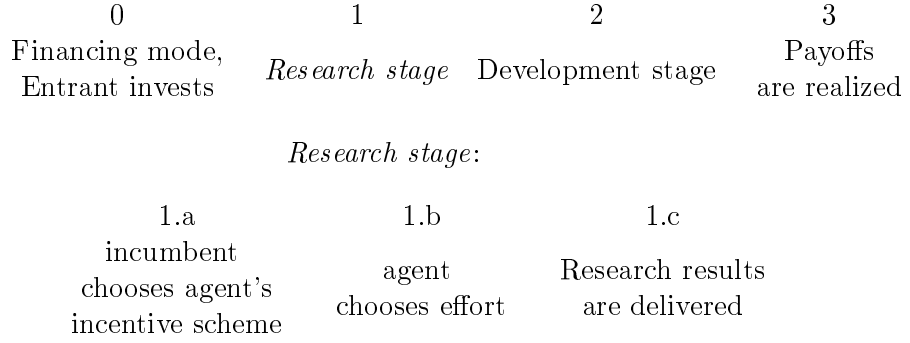 0 1 2 3
Financing mode, Entrant invests Research stage Development stage Payoffs are realized
Research stage:
1.a 1.b 1.c
incumbent chooses agent's incentive scheme agent chooses effort Research results are delivered